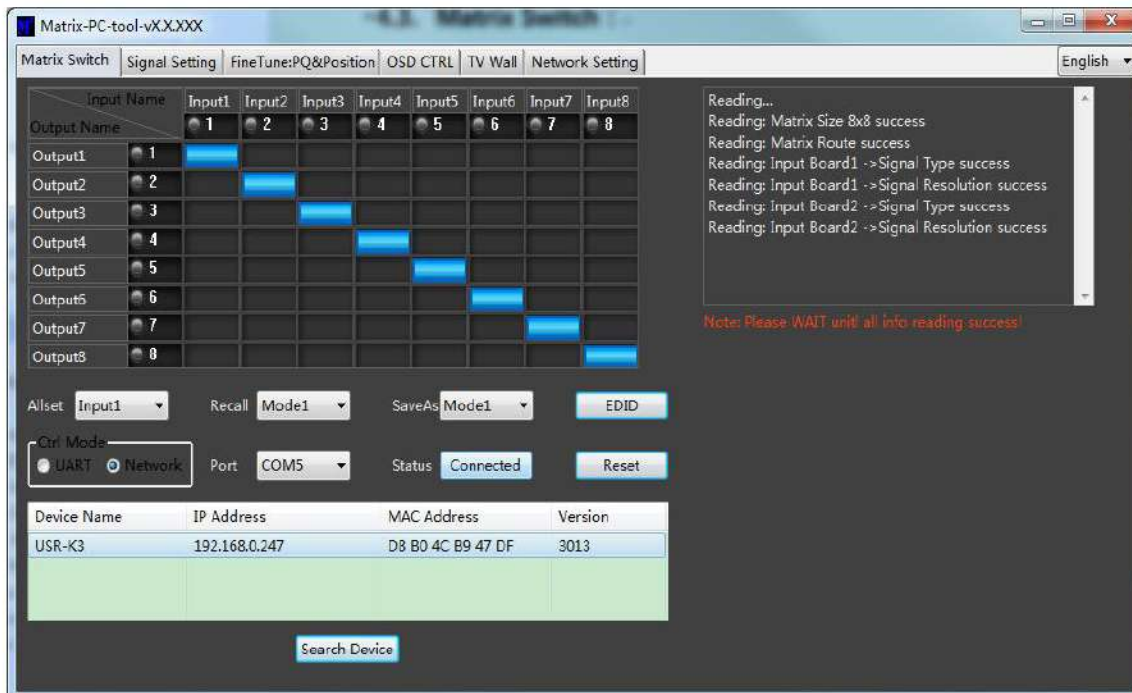 -4.3. Matrix Switch :
Matrix-PC-tool-vX.X.XXX
Matrix Switch Signal Setting FineTune:PQ&Position OSD CTRL TV Wall Network Setting English
Input Name Input1 Input2 Input3 Input4 Input5 Input6 Input7 Input8
Output Name 1 2 3 4 5 6 7 8
Output1 1
Output2 2
Output3 3
Output4 4
Output5 5
Output6 6
Output7 7
Output8 8
Reading...
Reading: Matrix Size 8x8 success
Reading: Matrix Route success
Reading: Input Board1 ->Signal Type success
Reading: Input Board1 ->Signal Resolution success
Reading: Input Board2 ->Signal Type success
Reading: Input Board2 ->Signal Resolution success
Note: Please WAIT unitl all info reading success!
Allset Input1 Recall Mode1 SaveAs Mode1 EDID
Ctrl Mode
UART Network Port COM5 Status Connected Reset
Device Name IP Address MAC Address Version
USR-K3 192.168.0.247 D8 B0 4C B9 47 DF 3013
Search Device